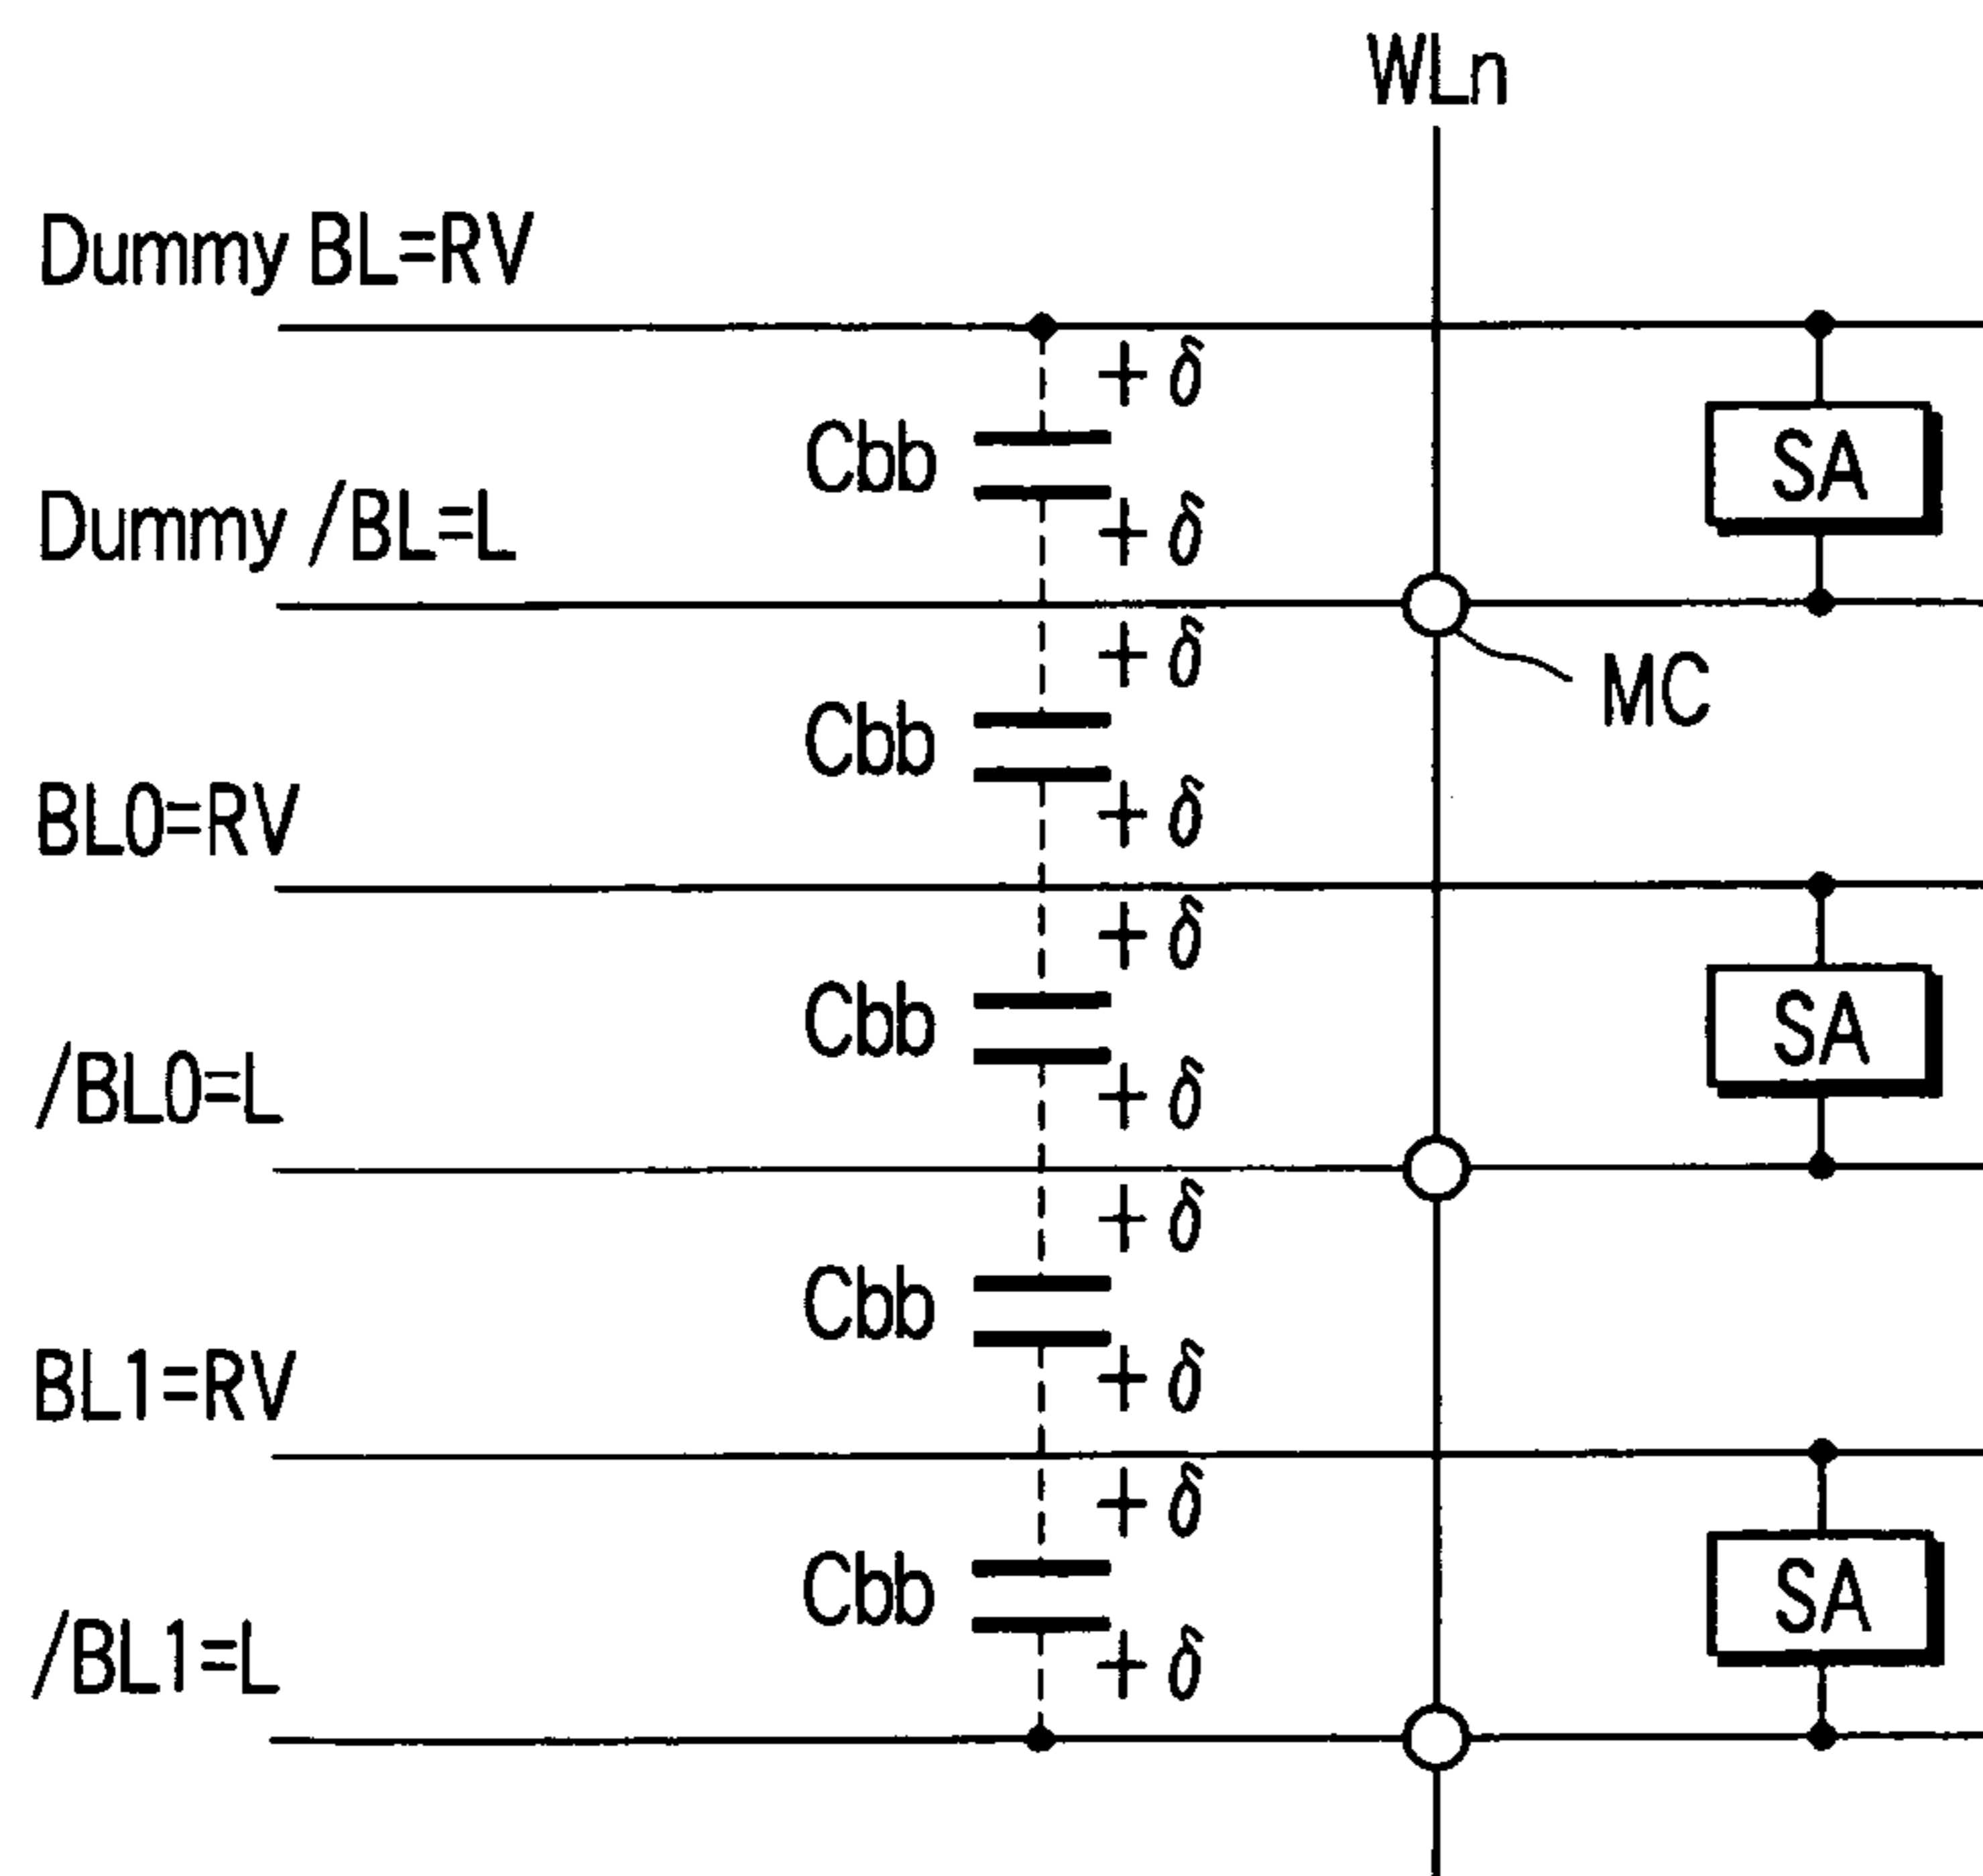 WLn
Dummy BL=RV
+δ
Cbb
SA
Dummy /BL=L
+δ
+δ
MC
Cbb
BL0=RV
+δ
+δ
Cbb
SA
/BL0=L
+δ
+δ
Cbb
BL1=RV
+δ
+δ
Cbb
SA
/BL1=L
+δ